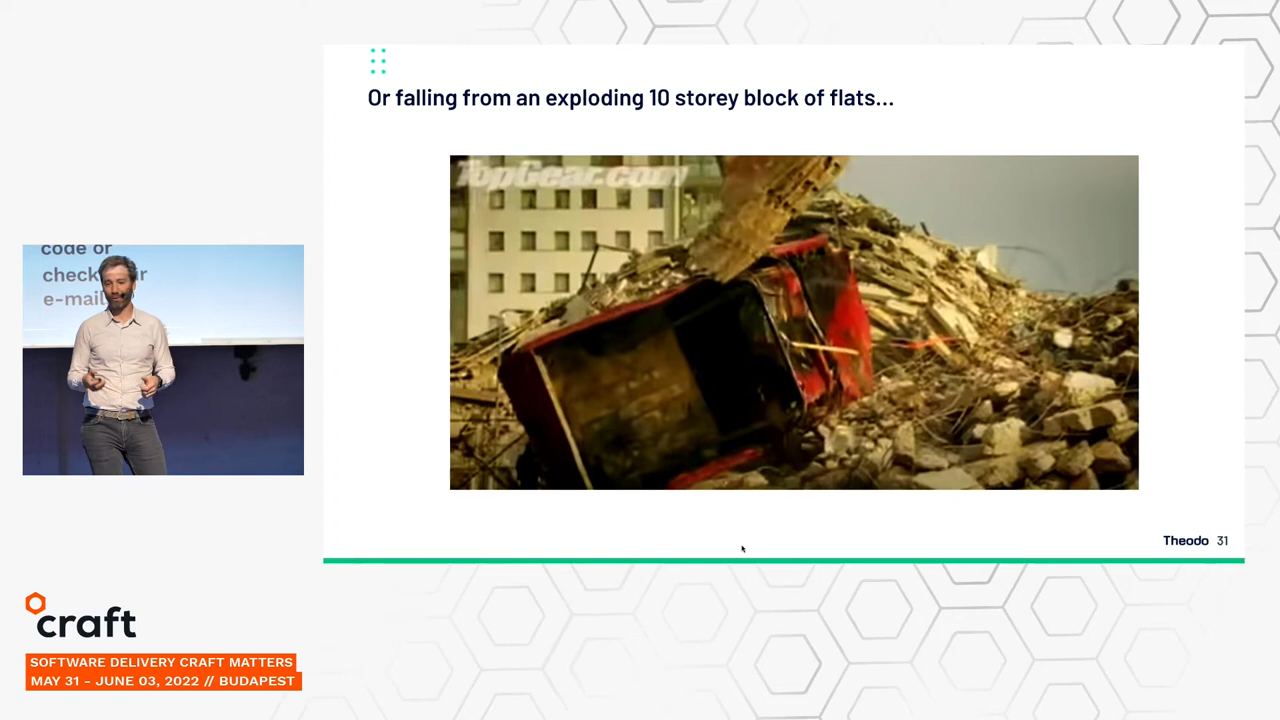 Or falling from an exploding 10 storey block of flats...
TopGear.com
code or
check
r
e-mail
Theodo 31
craft
SOFTWARE DELIVERY CRAFT MATTERS
MAY 31 - JUNE 03, 2022 // BUDAPEST